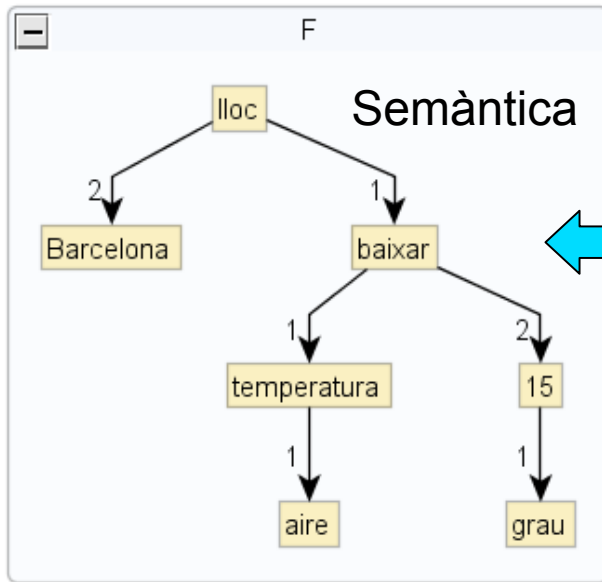 F
lloc Semàntica
2 1
Barcelona baixar
1 2
temperatura 15
1 1
aire grau